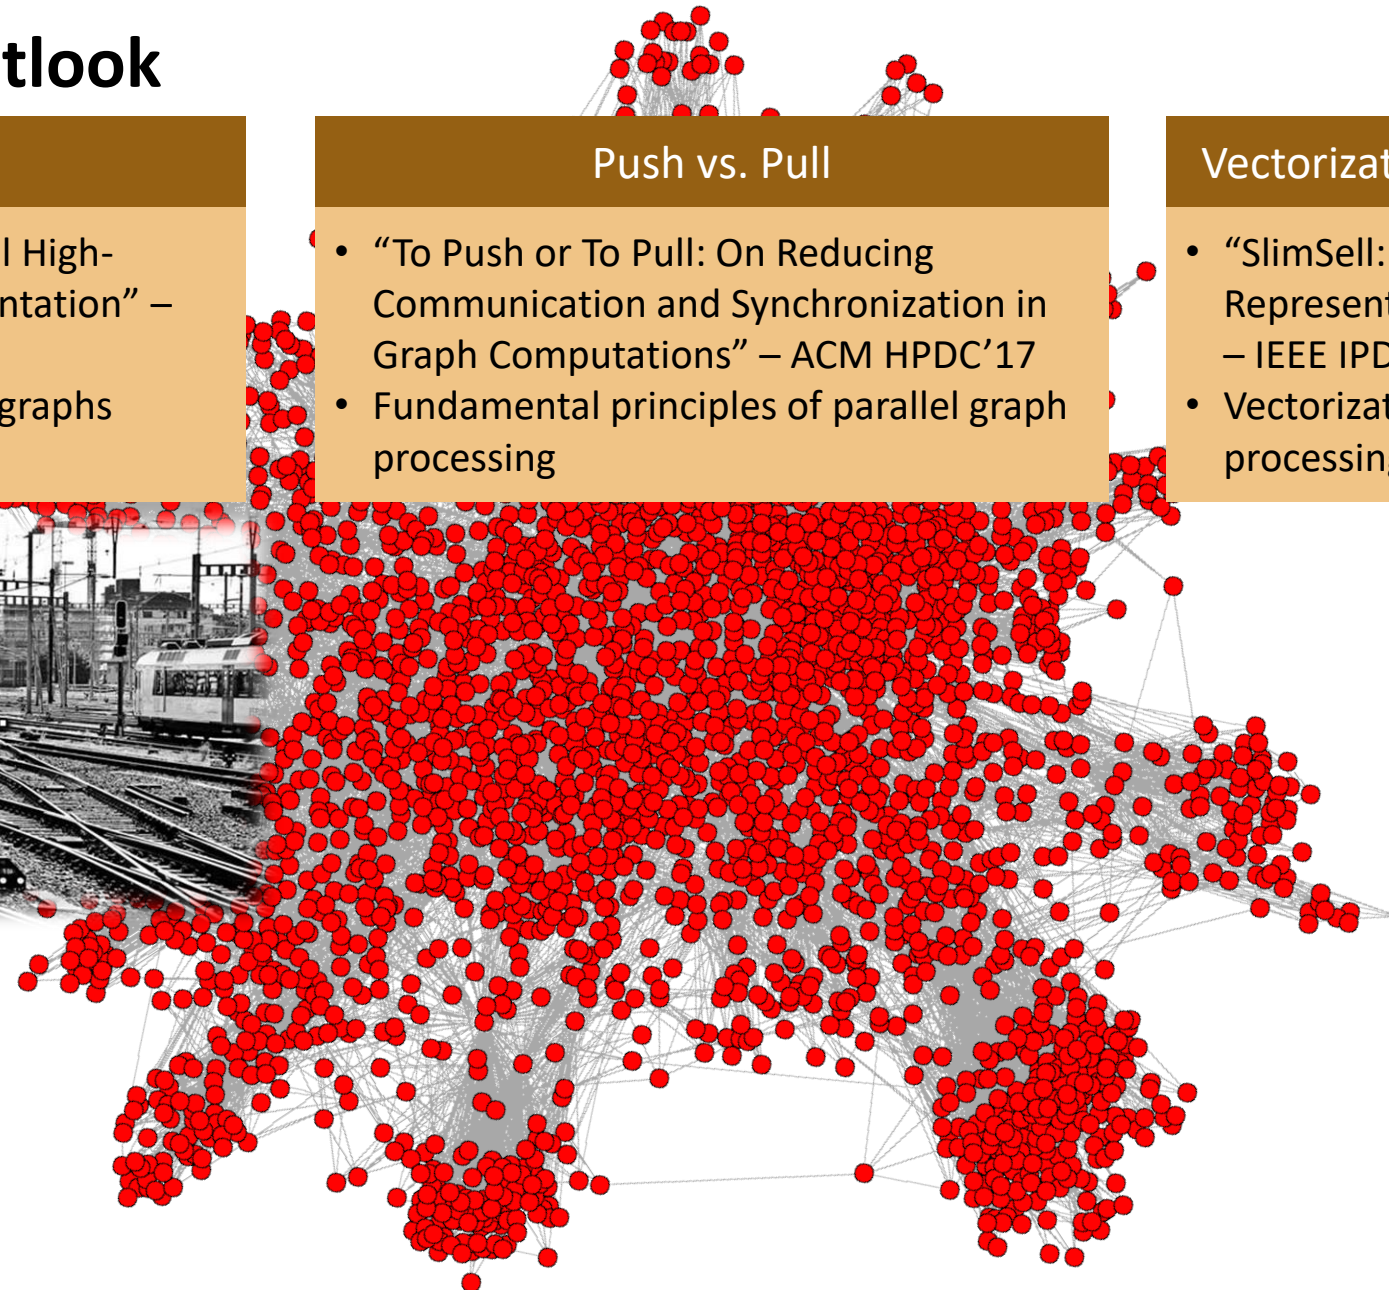 tlook
l High-
ntation” –
graphs
Push vs. Pull
• “To Push or To Pull: On Reducing
Communication and Synchronization in
Graph Computations” – ACM HPDC’17
• Fundamental principles of parallel graph
processing
Vectorizat
• “SlimSell:
Represent
– IEEE IPD
• Vectorizat
processing